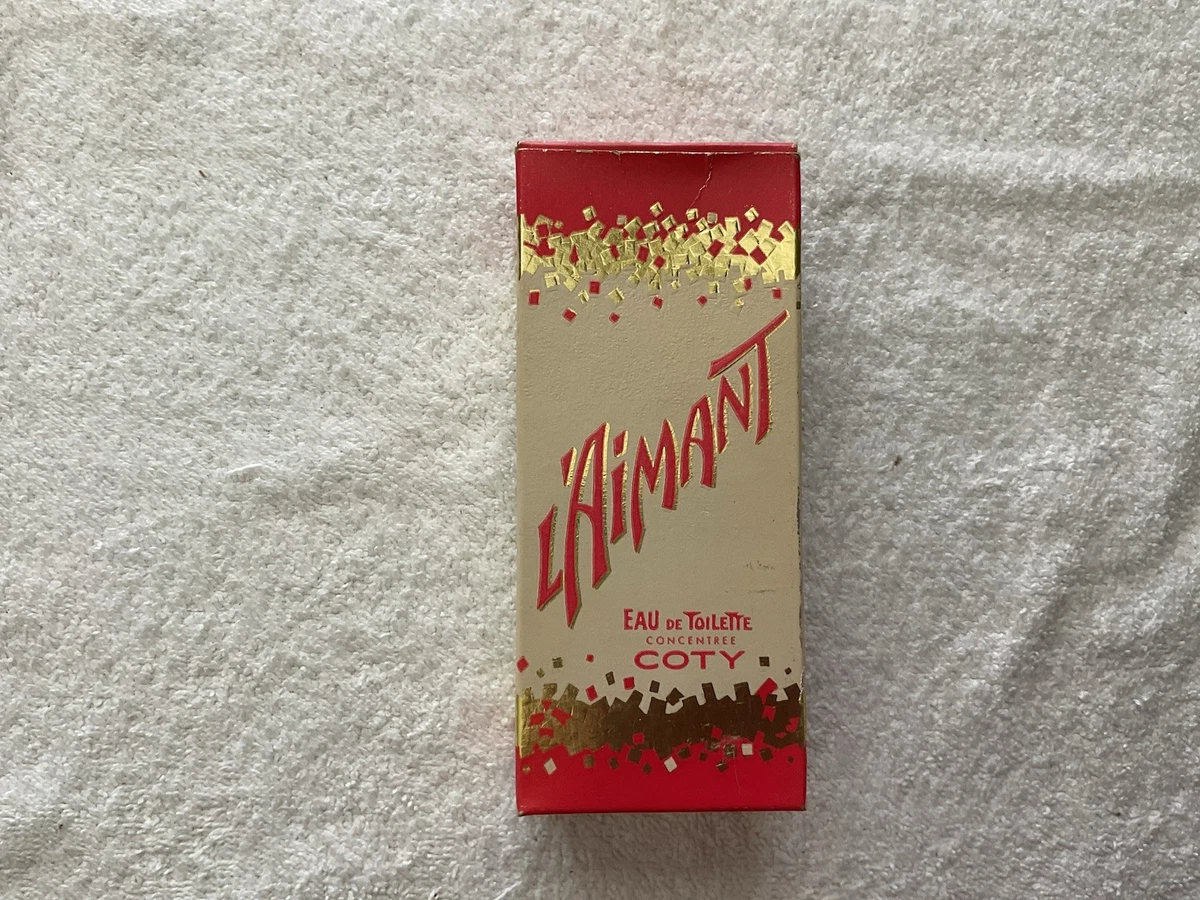 L'AiMANT
EAU DE TOiLETTE
CONCENTREE
COTY